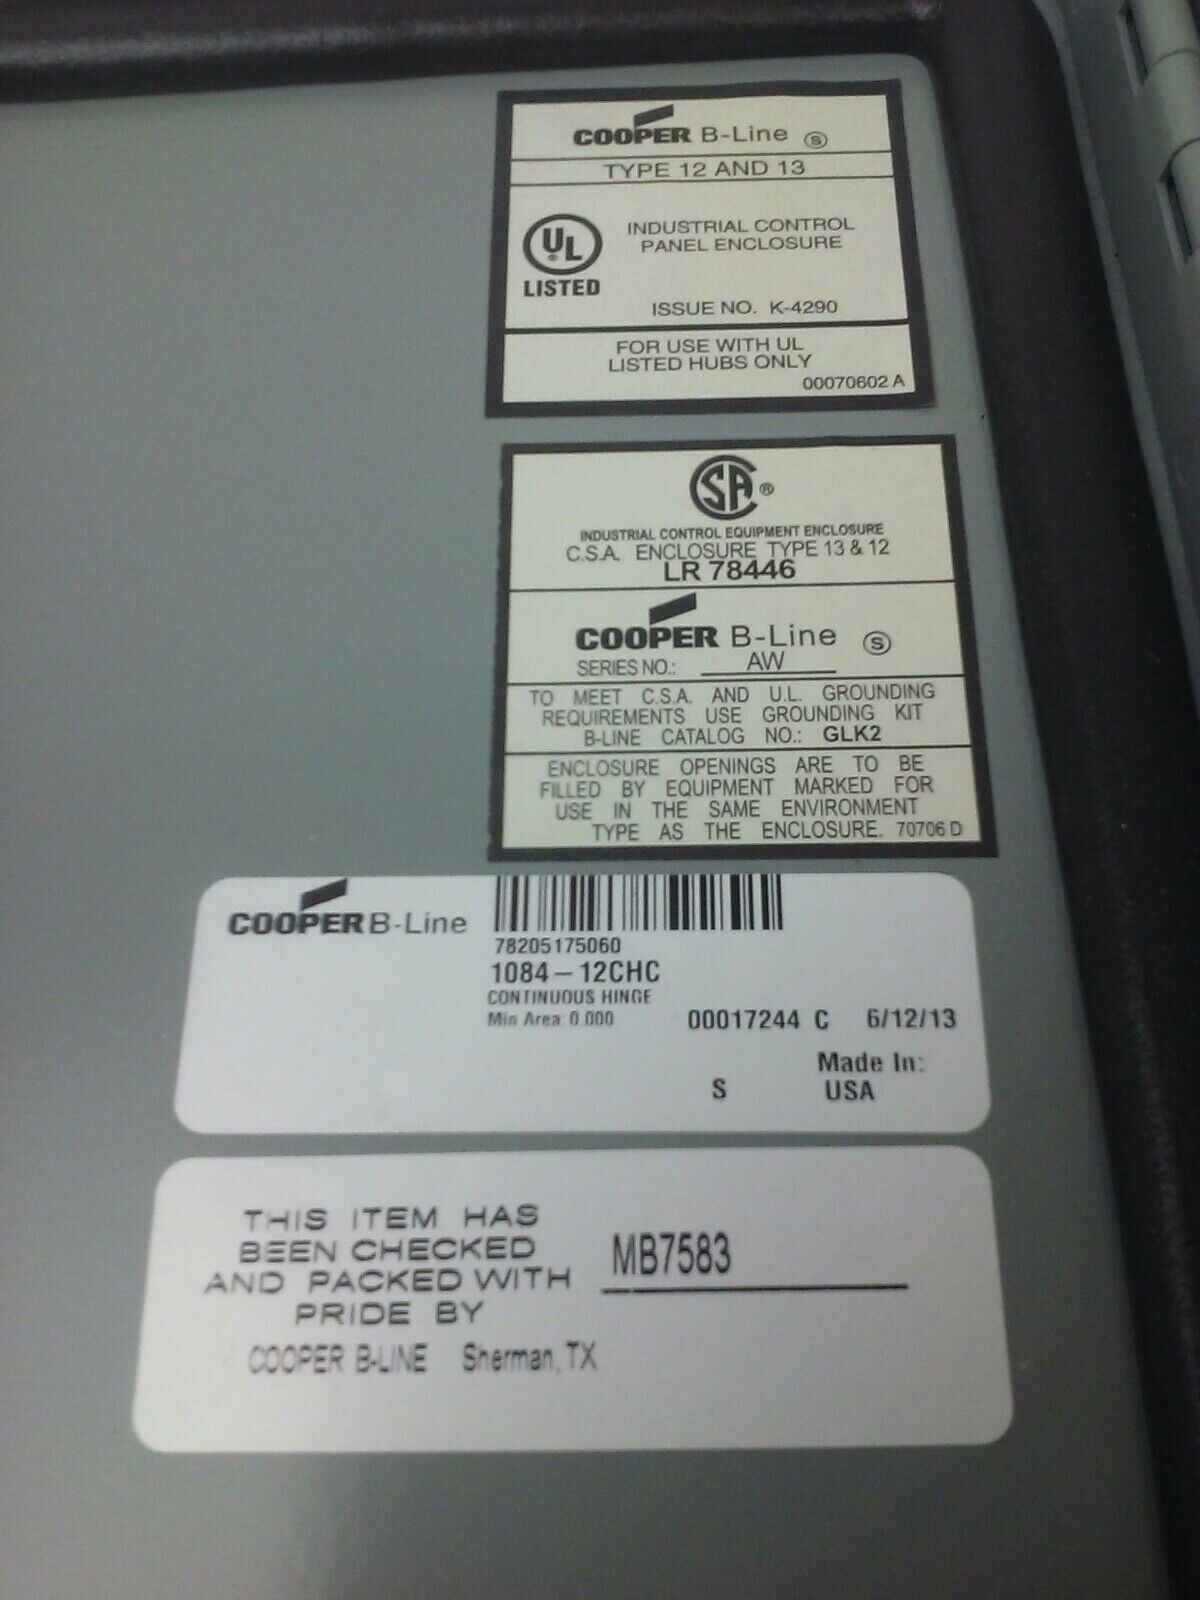 COOPER B-Line S
TYPE 12 AND 13
UL
®
LISTED
INDUSTRIAL CONTROL
PANEL ENCLOSURE
ISSUE NO. K-4290
FOR USE WITH UL
LISTED HUBS ONLY
00070602 A
SA ®
INDUSTRIAL CONTROL EQUIPMENT ENCLOSURE
C.S.A. ENCLOSURE TYPE 13 & 12
LR 78446
COOPER B-Line S
SERIES NO.: AW
TO MEET C.S.A. AND U.L. GROUNDING
REQUIREMENTS USE GROUNDING KIT
B-LINE CATALOG NO.: GLK2
ENCLOSURE OPENINGS ARE TO BE
FILLED BY EQUIPMENT MARKED FOR
USE IN THE SAME ENVIRONMENT
TYPE AS THE ENCLOSURE. 70706 D
COOPER B-Line
78205175060
1084-12CHC
CONTINUOUS HINGE
Min Area: 0.000
00017244 C 6/12/13
Made In:
S USA
THIS ITEM HAS
BEEN CHECKED
AND PACKED WITH
PRIDE BY
MB7583
COOPER B-LINE Sherman, TX